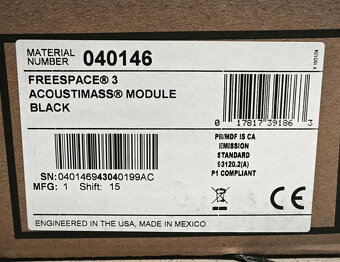 MATERIAL
NUMBER 040146
FREESPACE® 3
ACOUSTIMASS® MODULE
BLACK
0 17817 39186 3
PB/MDF IS CA
EMISSION
STANDARD
93120.2(A)
P1 COMPLIANT
SN: 040146943040199AC
MFG: 1 Shift: 15
CE
ENGINEERED IN THE USA, MADE IN MEXICO